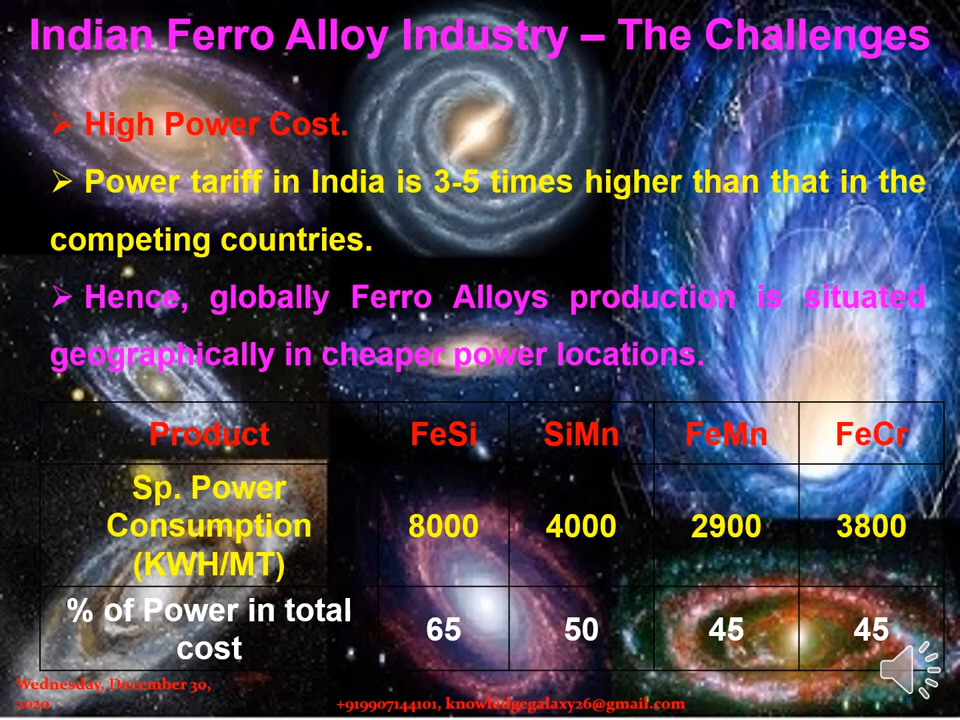 Indian Ferro Alloy Industry – The Challenges
➢ High Power Cost.
➢ Power tariff in India is 3-5 times higher than that in the
competing countries.
➢ Hence, globally Ferro Alloys production is situated
geographically in cheaper power locations.
Product FeSi SiMn FeMn FeCr
Sp. Power
Consumption
(KWH/MT) 8000 4000 2900 3800
% of Power in total
cost 65 50 45 45
Wednesday, December 30,
2020
+919907144101, knowledgegalaxy26@gmail.com